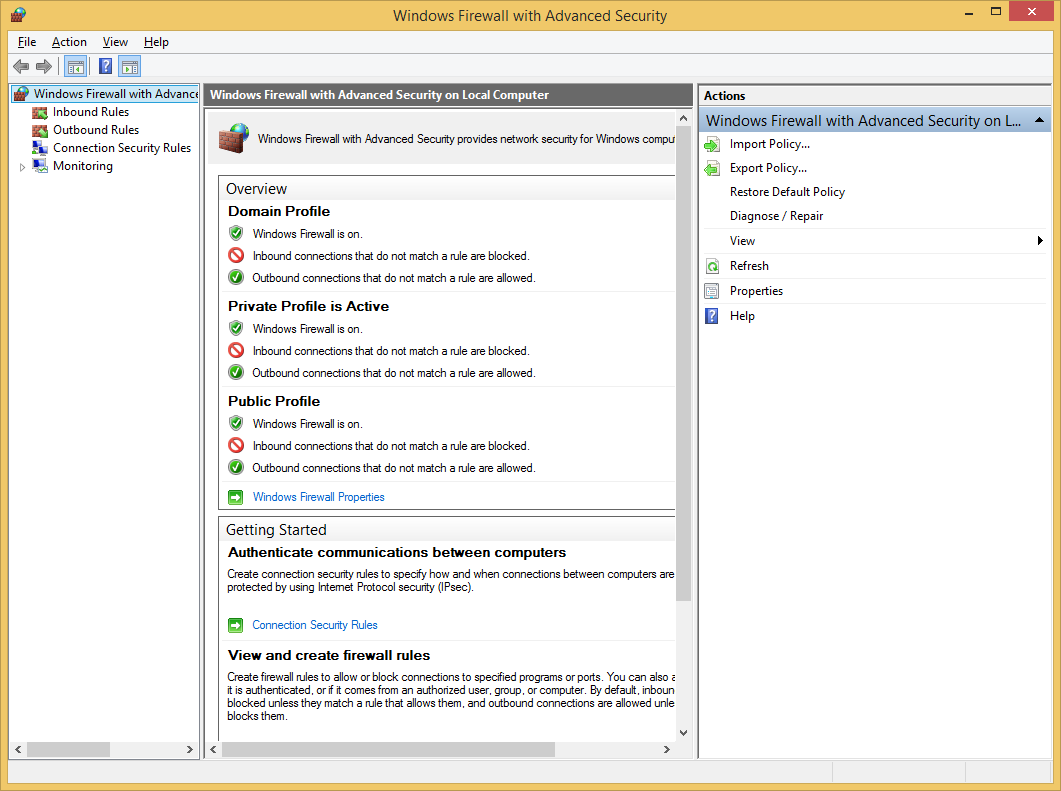 Windows Firewall with Advanced Security
File Action View Help
Windows Firewall with Advance
Inbound Rules
Outbound Rules
Connection Security Rules
Monitoring
Windows Firewall with Advanced Security on Local Computer
Windows Firewall with Advanced Security provides network security for Windows comput
Overview
Domain Profile
Windows Firewall is on.
Inbound connections that do not match a rule are blocked.
Outbound connections that do not match a rule are allowed.
Private Profile is Active
Windows Firewall is on.
Inbound connections that do not match a rule are blocked.
Outbound connections that do not match a rule are allowed.
Public Profile
Windows Firewall is on.
Inbound connections that do not match a rule are blocked.
Outbound connections that do not match a rule are allowed.
Windows Firewall Properties
Getting Started
Authenticate communications between computers
Create connection security rules to specify how and when connections between computers are
protected by using Internet Protocol security (IPsec).
Connection Security Rules
View and create firewall rules
Create firewall rules to allow or block connections to specified programs or ports. You can also a
it is authenticated, or if it comes from an authorized user, group, or computer. By default, inboun
blocked unless they match a rule that allows them, and outbound connections are allowed unle
blocks them.
Actions
Windows Firewall with Advanced Security on L...
Import Policy...
Export Policy...
Restore Default Policy
Diagnose / Repair
View
Refresh
Properties
Help